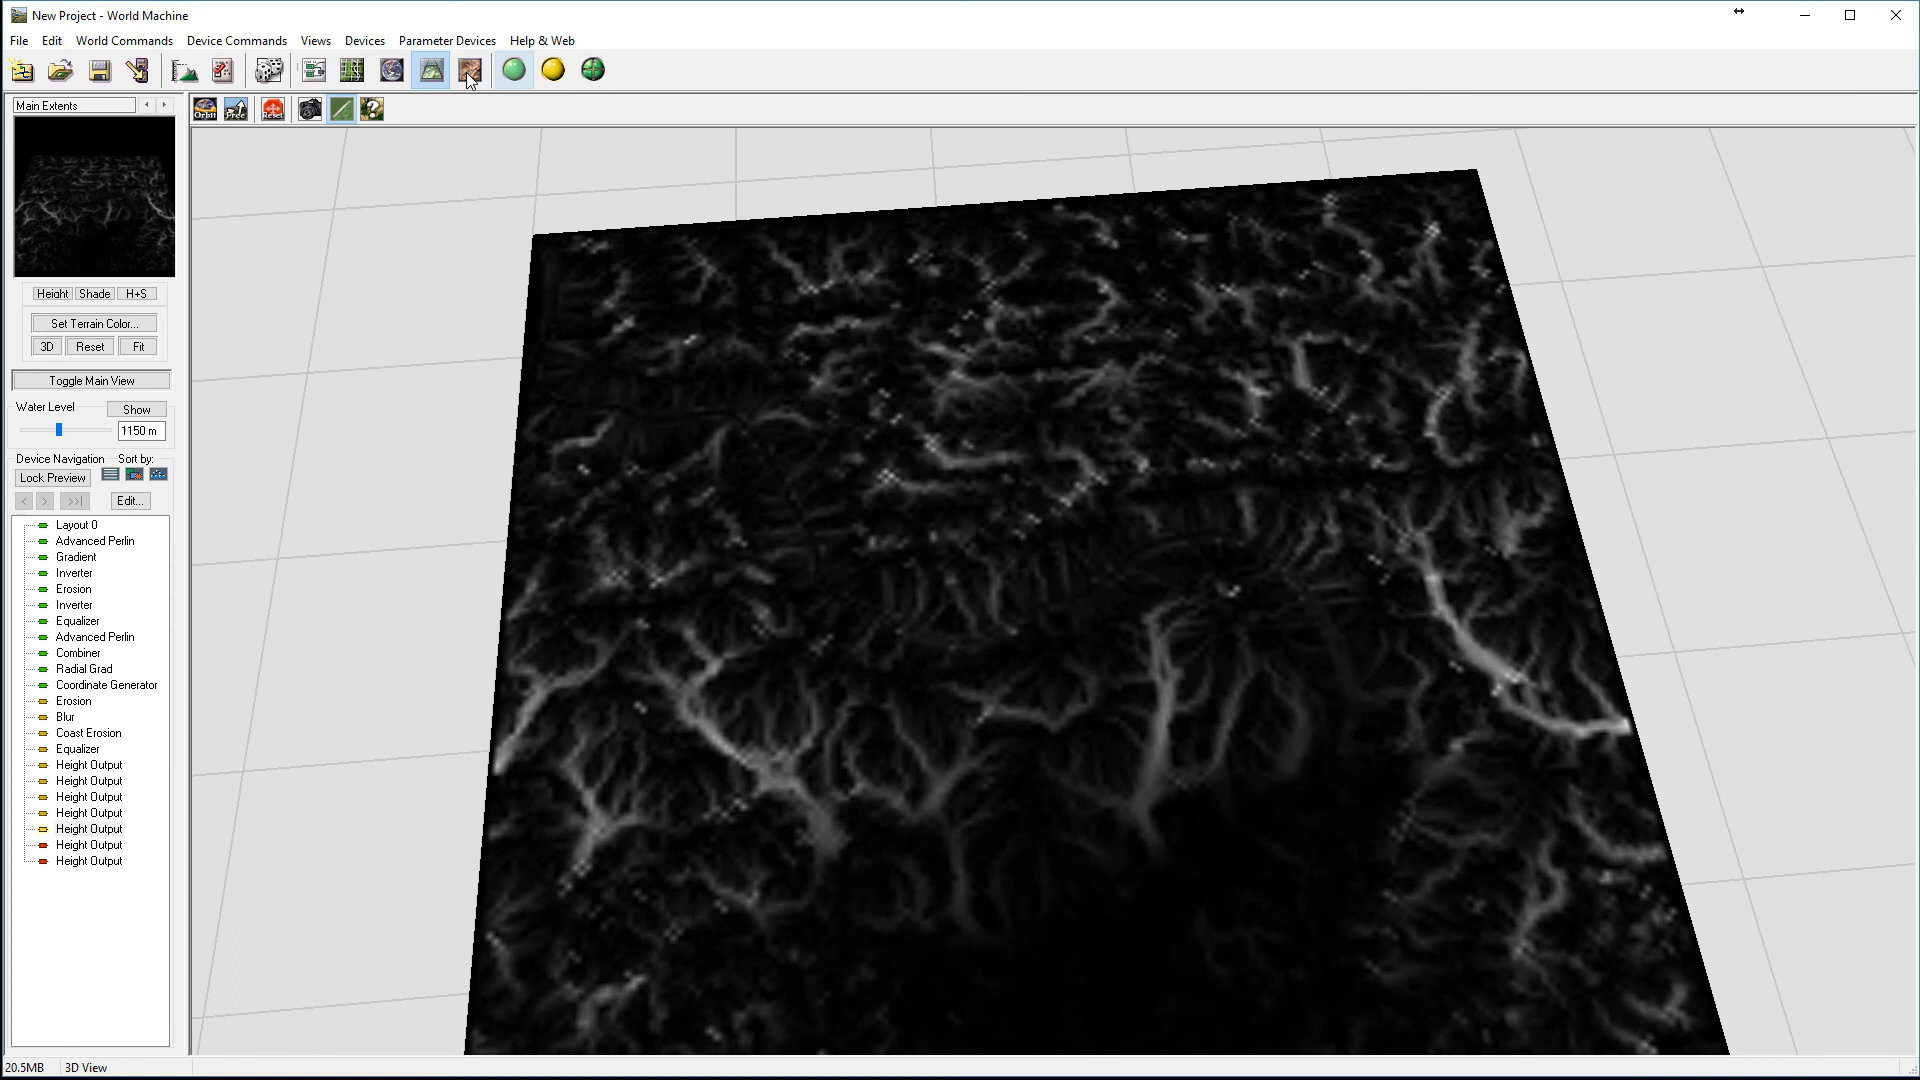 New Project - World Machine
File Edit World Commands Device Commands Views Devices Parameter Devices Help & Web
Main Extents
Orbit Free Reset
Height Shade H+S
Set Terrain Color...
3D Reset Fit
Toggle Main View
Water Level Show
1150 m
Device Navigation Sort by:
Lock Preview
< > >>| Edit...
Layout 0
Advanced Perlin
Gradient
Inverter
Erosion
Inverter
Equalizer
Advanced Perlin
Combiner
Radial Grad
Coordinate Generator
Erosion
Blur
Coast Erosion
Equalizer
Height Output
Height Output
Height Output
Height Output
Height Output
Height Output
Height Output
20.5MB 3D View